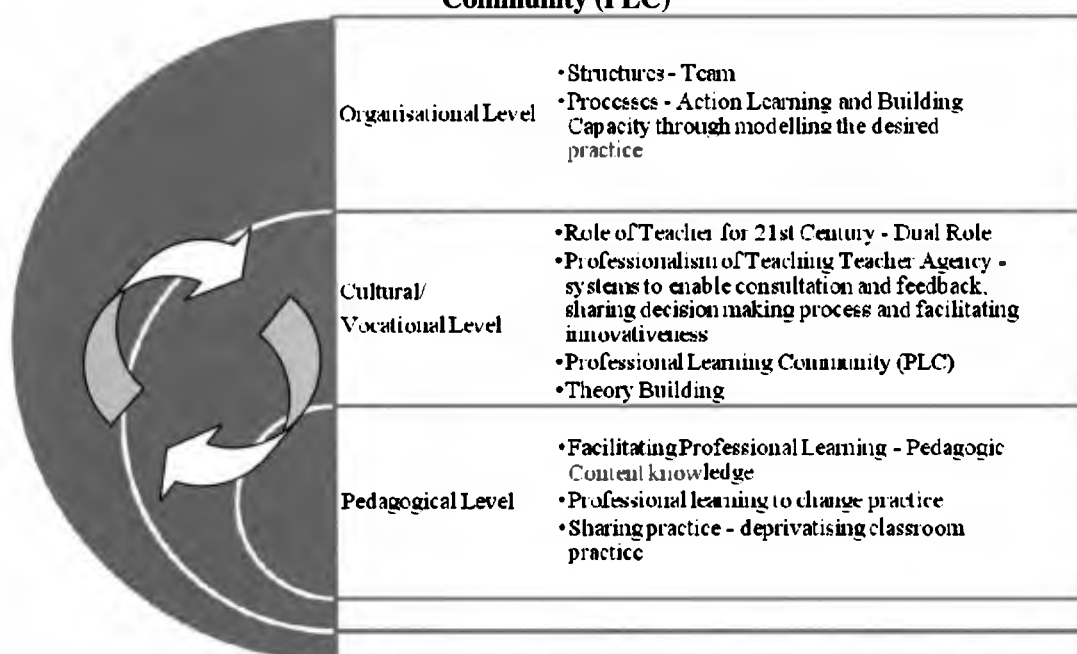 Community (PLC)
Organisational Level
•Structures - Team
•Processes - Action Learning and Building
Capacity through modelling the desired
practice
Cultural/
Vocational Level
•Role of Teacher for 21st Century - Dual Role
•Professionalism of Teaching Teacher Agency -
systems to enable consultation and feedback,
sharing decision making process and facilitating
innovativeness
•Professional Learning Community (PLC)
•Theory Building
Pedagogical Level
•Facilitating Professional Learning - Pedagogic
Content knowledge
•Professional learning to change practice
•Sharing practice - deprivatising classroom
practice